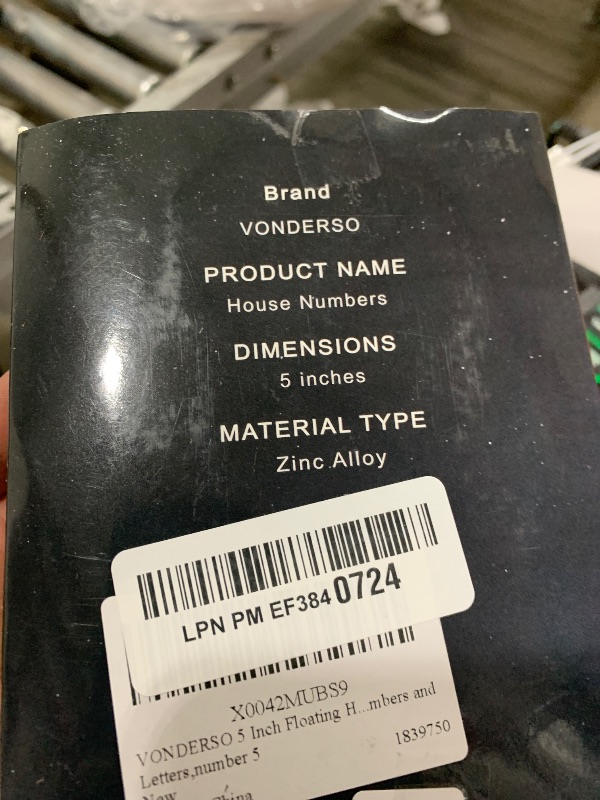 Brand
VONDERSO
PRODUCT NAME
House Numbers
DIMENSIONS
5 inches
MATERIAL TYPE
Zinc Alloy
LPN PM EF384 0724
X0042MUBS9
VONDERSO 5 Inch Floating H...mbers and
Letters,number 5
1839750
New
China